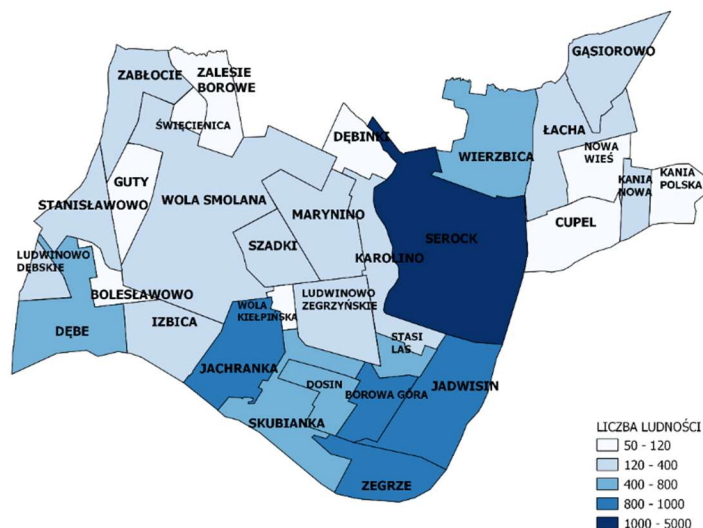 GĄSIOROWO
ZABŁOCIE
ZALESIE
BOROWE
ŚWIĘCIENICA
DĘBINKI
WIERZBICA
ŁACHA
NOWA
WIEŚ
KANIA
NOWA
KANIA
POLSKA
GUTY
STANISŁAWOWO
WOLA SMOLANA
MARYNINO
CUPEL
SZADKI
SEROCK
KAROLINO
LUDWINOWO
DĘBSKIE
BOLESŁAWOWO
LUDWINOWO
ZEGRZYŃSKIE
WOLA
KIEŁPIŃSKA
DĘBE
IZBICA
STASI
LAS
JACHRANKA
DOSIN
BOROWA GÓRA
JADWISIN
SKUBIANKA
ZEGRZE
LICZBA LUDNOŚCI
50 - 120
120 - 400
400 - 800
800 - 1000
1000 - 5000